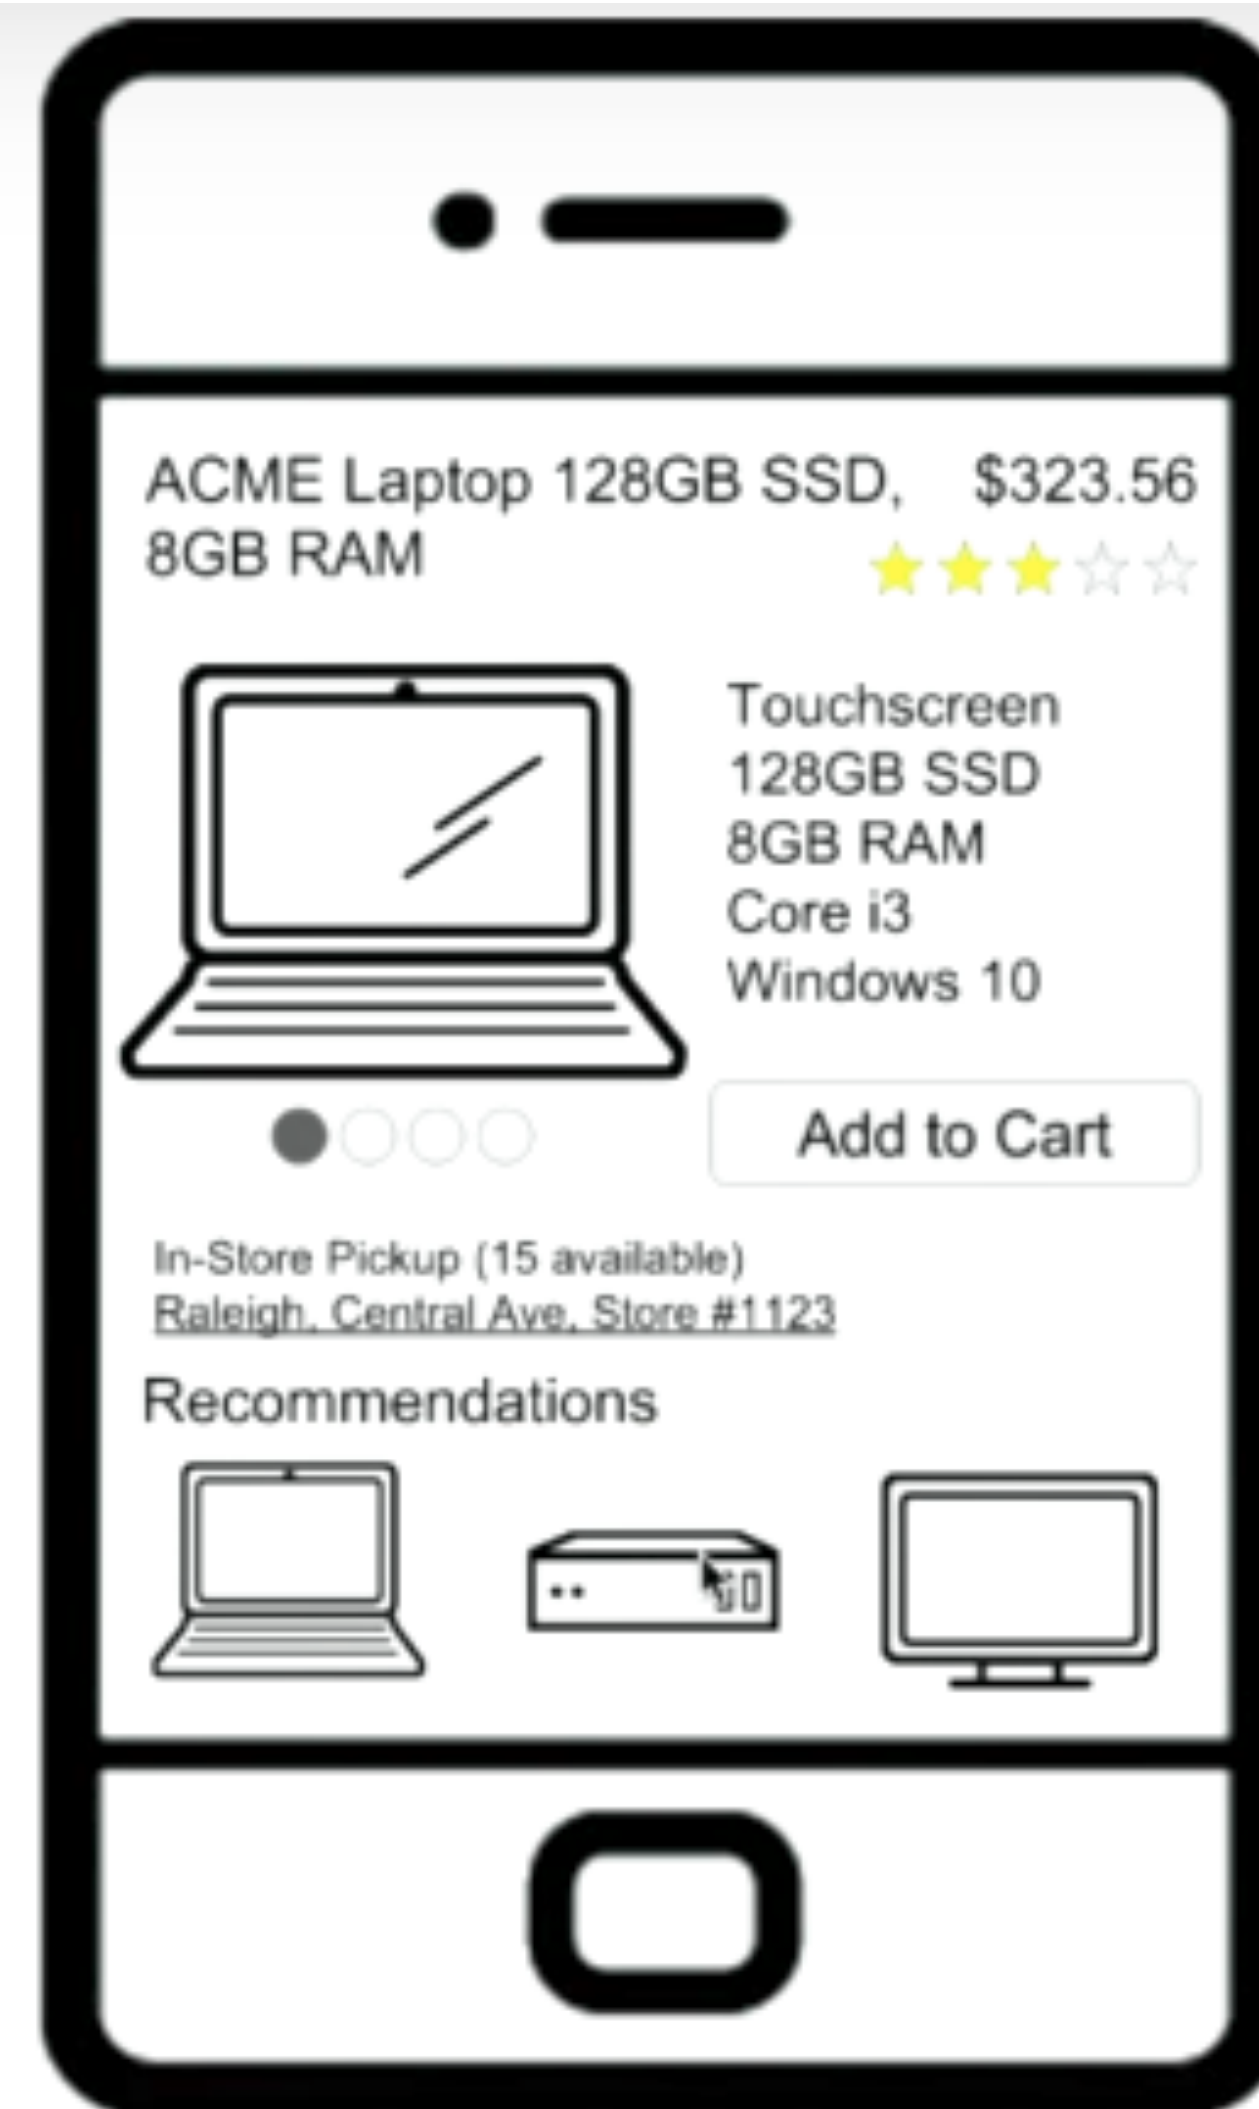 ACME Laptop 128GB SSD, $323.56
8GB RAM
Touchscreen
128GB SSD
8GB RAM
Core i3
Windows 10
Add to Cart
In-Store Pickup (15 available)
Raleigh, Central Ave, Store #1123
Recommendations